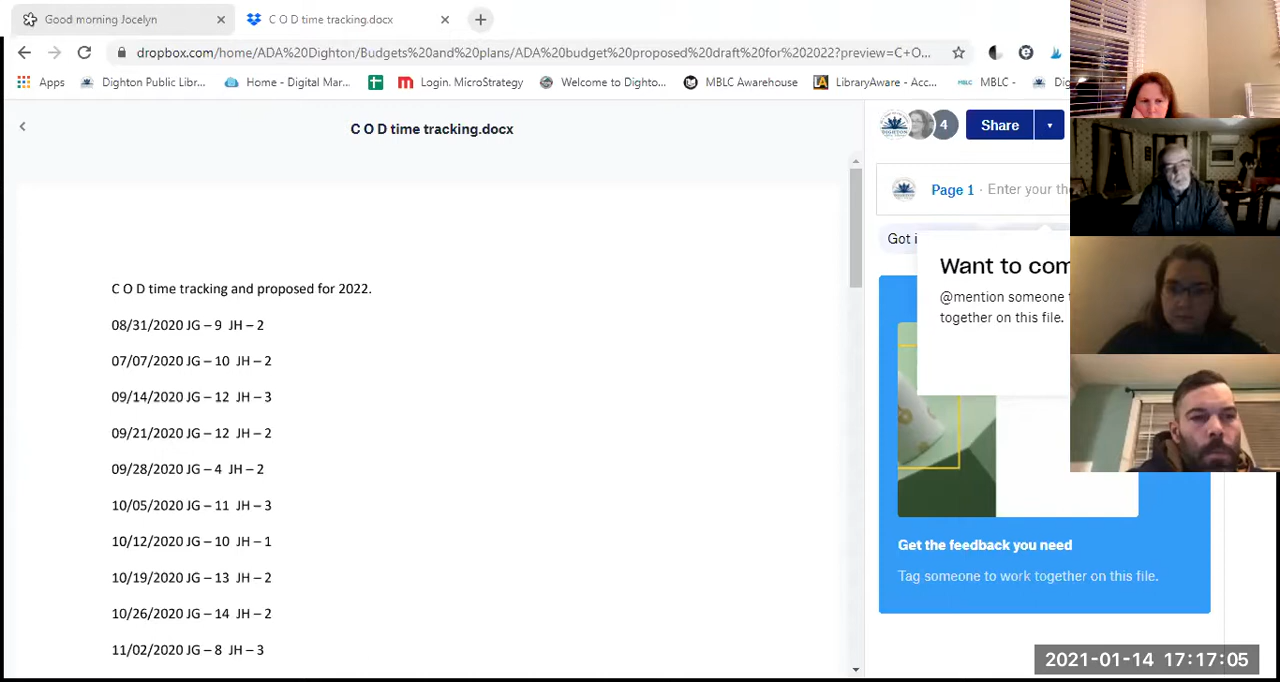 Good morning Jocelyn
C O D time tracking.docx
dropbox.com/home/ADA%20Dighton/Budgets%20and%20plans/ADA%20budget%20proposed%20draft%20for%202022?preview=C+O...
Apps
Dighton Public Libr...
Home - Digital Mar...
Login. MicroStrategy
Welcome to Dighto...
MBLC Awarehouse
LibraryAware - Acc...
MBLC -
Dig
C O D time tracking.docx
4
Share
Page 1 · Enter your th
Got i
Want to com
@mention someone t
together on this file.
C O D time tracking and proposed for 2022.
08/31/2020 JG – 9 JH – 2
07/07/2020 JG – 10 JH – 2
09/14/2020 JG – 12 JH – 3
09/21/2020 JG – 12 JH – 2
09/28/2020 JG – 4 JH – 2
10/05/2020 JG – 11 JH – 3
10/12/2020 JG – 10 JH – 1
10/19/2020 JG – 13 JH – 2
10/26/2020 JG – 14 JH – 2
11/02/2020 JG – 8 JH – 3
Get the feedback you need
Tag someone to work together on this file.
2021-01-14 17:17:05